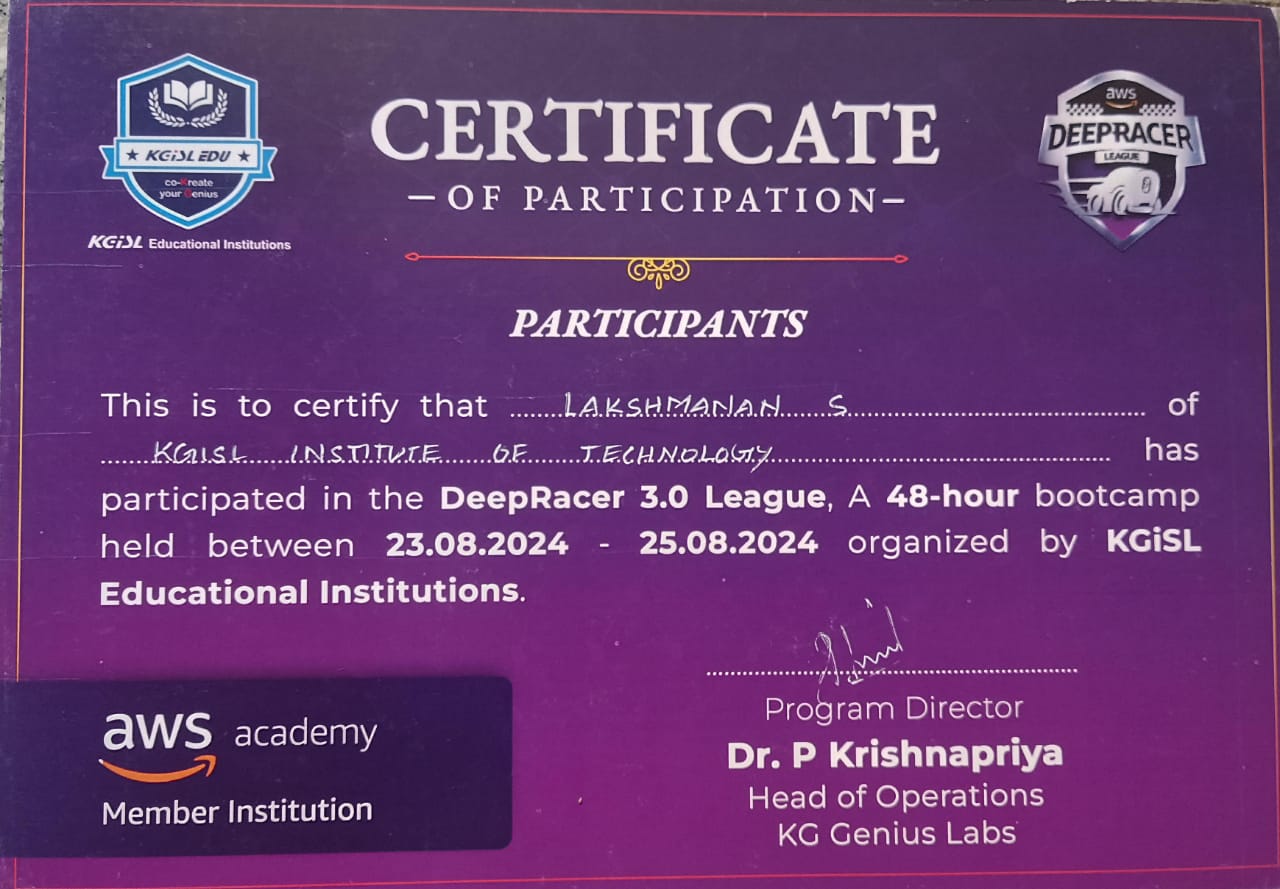 KGiSL EDU
co-Kreate
your Genius
KGiSL Educational Institutions
CERTIFICATE
OF PARTICIPATION
aws
DEEPRACER
LEAGUE
PARTICIPANTS
This is to certify that LAKSHMANAN S of
KGISL INSTITUTE OF TECHNOLOGY has
participated in the DeepRacer 3.0 League, A 48-hour bootcamp
held between 23.08.2024 - 25.08.2024 organized by KGiSL
Educational Institutions.
aws academy
Member Institution
Program Director
Dr. P Krishnapriya
Head of Operations
KG Genius Labs